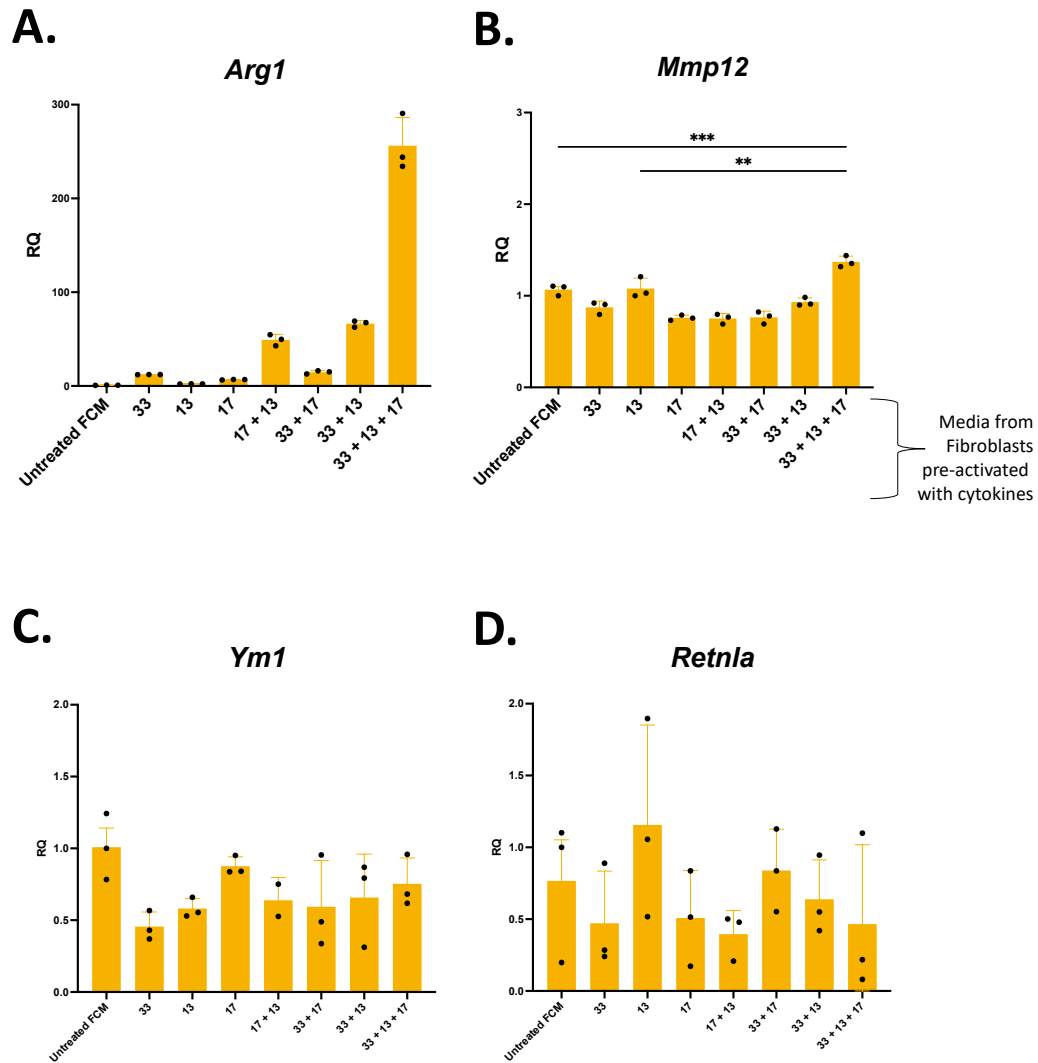 A.
Arg1
RQ
300
200
100
0
Untreated FCM
33
13
17
17 + 13
33 + 17
33 + 13
33 + 13 + 17
B.
Mmp12
RQ
3
2
1
0
***
**
Untreated FCM
33
13
17
17 + 13
33 + 17
33 + 13
33 + 13 + 17
Media from
Fibroblasts
pre-activated
with cytokines
C.
Ym1
RQ
2.0
1.5
1.0
0.5
0.0
Untreated FCM
33
13
17
17 + 13
33 + 17
33 + 13
33 + 13 + 17
D.
Retnla
RQ
2.0
1.5
1.0
0.5
0.0
Untreated FCM
33
13
17
17 + 13
33 + 17
33 + 13
33 + 13 + 17